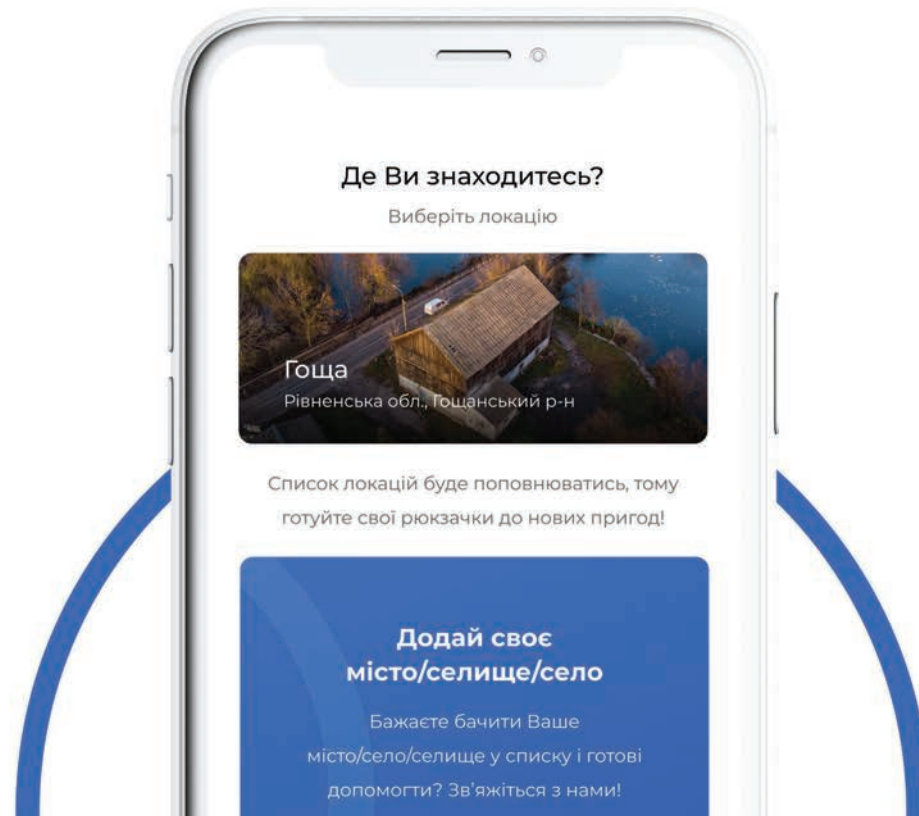 Де Ви знаходитесь?
Виберіть локацію
Гоща
Рівненська обл., Гощанський р-н
Список локацій буде поповнюватись, тому
готуйте свої рюкзачки до нових пригод!
Додай своє
місто/селище/село
Бажаєте бачити Ваше
місто/село/селище у списку і готові
допомогти? Зв'яжіться з нами!